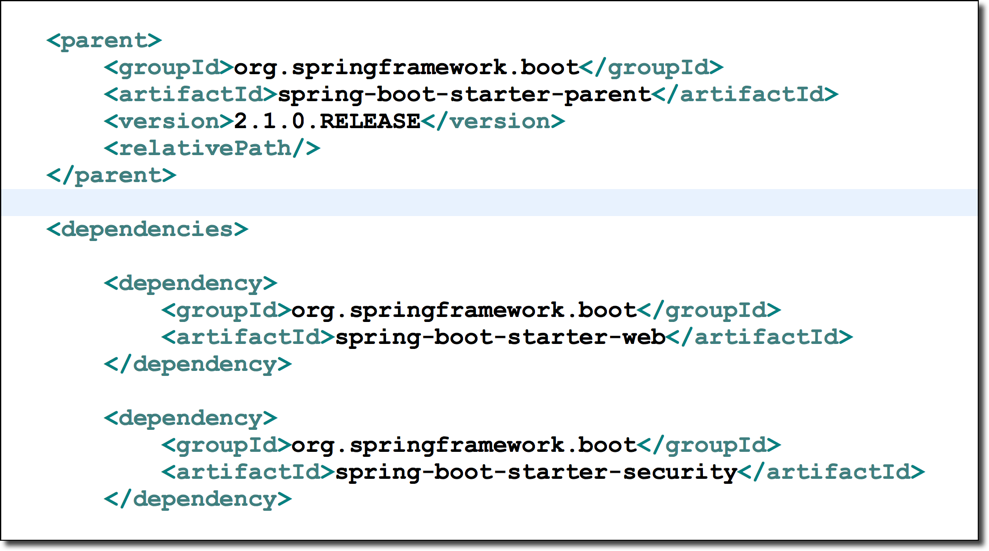 <parent>
<groupId>org.springframework.boot</groupId>
<artifactId>spring-boot-starter-parent</artifactId>
<version>2.1.0.RELEASE</version>
<relativePath/>
</parent>
<dependencies>
<dependency>
<groupId>org.springframework.boot</groupId>
<artifactId>spring-boot-starter-web</artifactId>
</dependency>
<dependency>
<groupId>org.springframework.boot</groupId>
<artifactId>spring-boot-starter-security</artifactId>
</dependency>